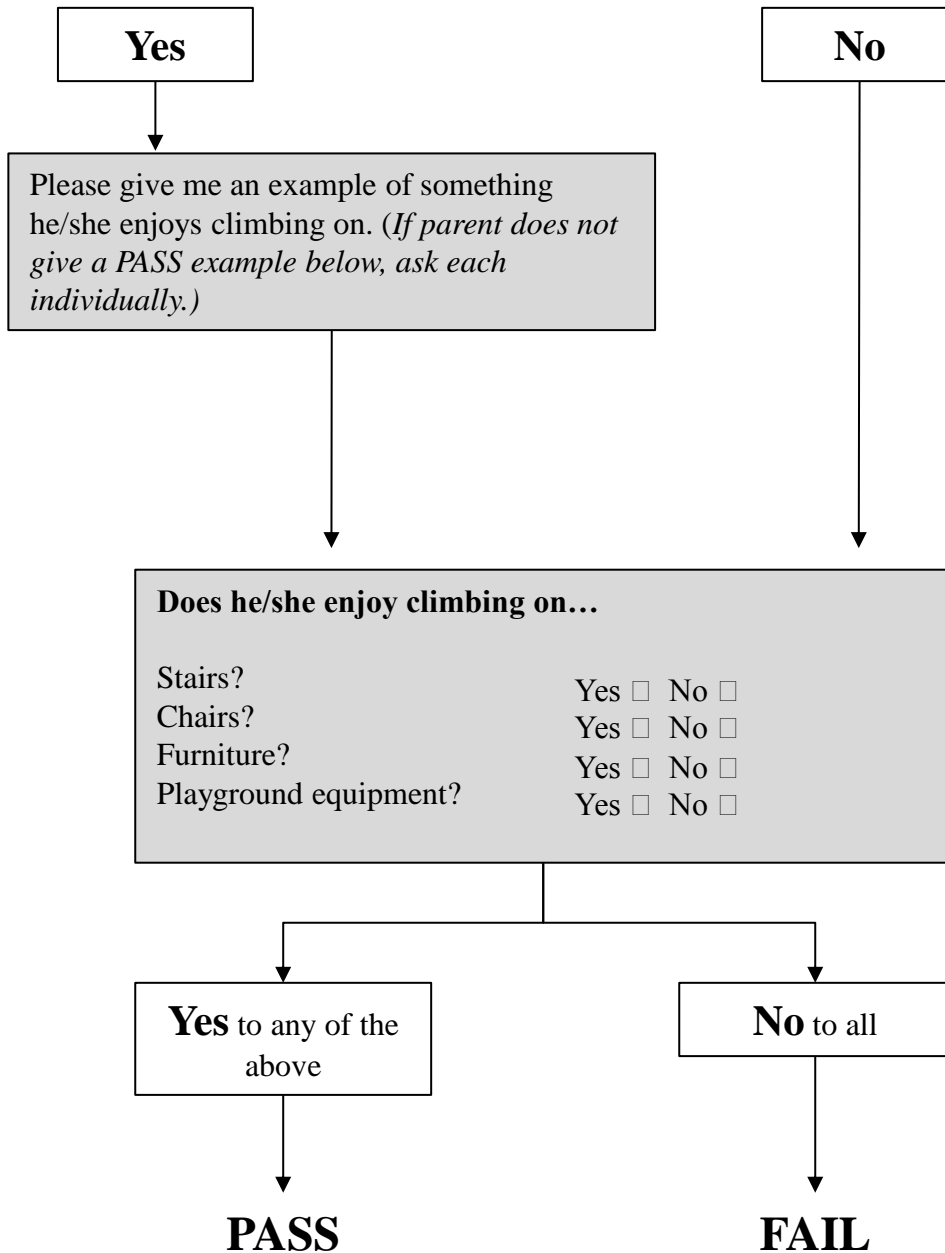 Yes
No
Please give me an example of something
he/she enjoys climbing on. (If parent does not
give a PASS example below, ask each
individually.)
Does he/she enjoy climbing on…
Stairs? Yes □ No □
Chairs? Yes □ No □
Furniture? Yes □ No □
Playground equipment? Yes □ No □
Yes to any of the
above
No to all
PASS
FAIL